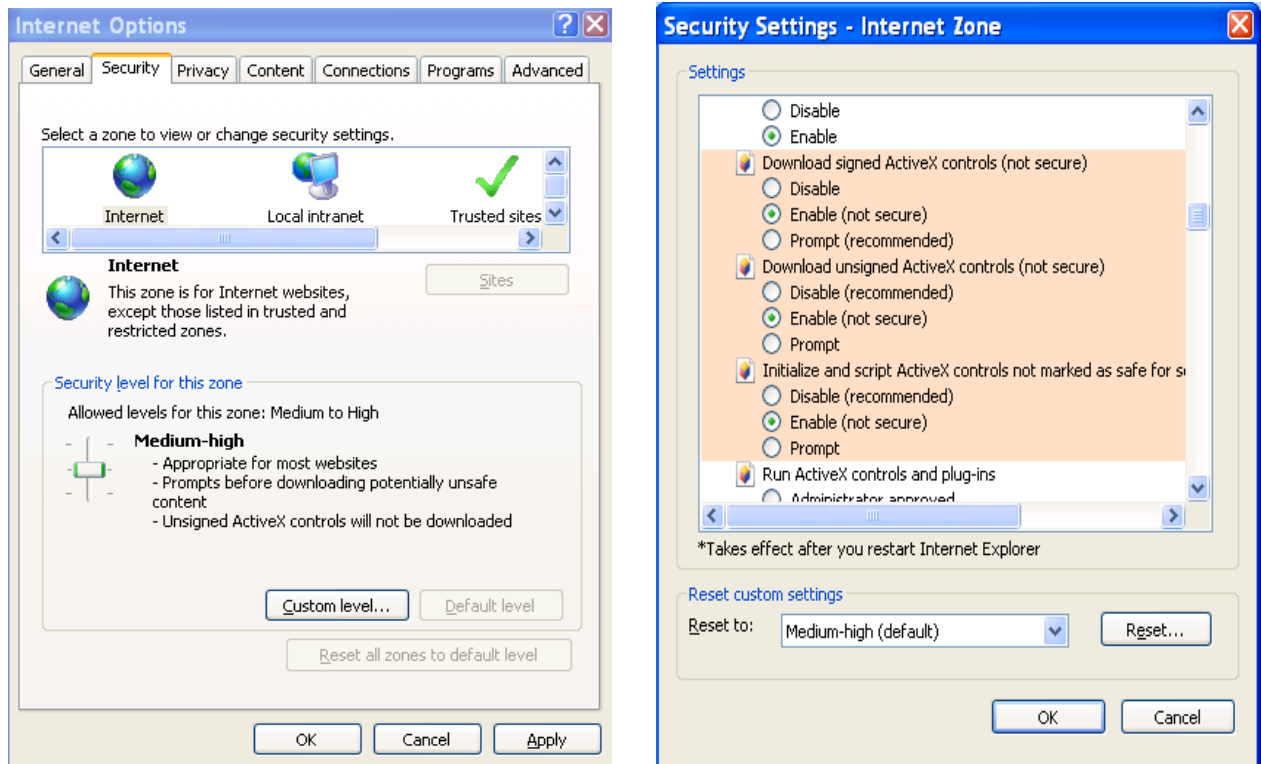 Internet Options
General Security Privacy Content Connections Programs Advanced
Select a zone to view or change security settings.
Internet Local intranet Trusted sites
Internet
Sites
This zone is for Internet websites,
except those listed in trusted and
restricted zones.
Security level for this zone
Allowed levels for this zone: Medium to High
Medium-high
- Appropriate for most websites
- Prompts before downloading potentially unsafe
content
- Unsigned ActiveX controls will not be downloaded
Custom level... Default level
Reset all zones to default level
OK Cancel Apply
Security Settings - Internet Zone
Settings
Disable
Enable
Download signed ActiveX controls (not secure)
Disable
Enable (not secure)
Prompt (recommended)
Download unsigned ActiveX controls (not secure)
Disable (recommended)
Enable (not secure)
Prompt
Initialize and script ActiveX controls not marked as safe for
Disable (recommended)
Enable (not secure)
Prompt
Run ActiveX controls and plug-ins
Administrator approved
*Takes effect after you restart Internet Explorer
Reset custom settings
Reset to: Medium-high (default) Reset...
OK Cancel